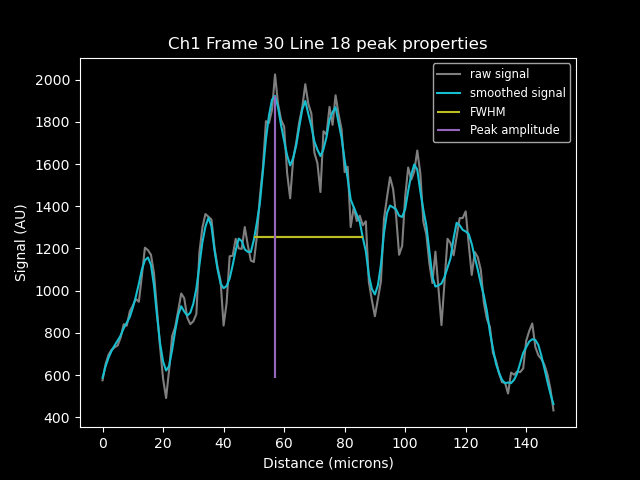 Ch1 Frame 30 Line 18 peak properties
raw signal
smoothed signal
FWHM
Peak amplitude
Signal (AU)
2000
1800
1600
1400
1200
1000
800
600
400
0 20 40 60 80 100 120 140
Distance (microns)